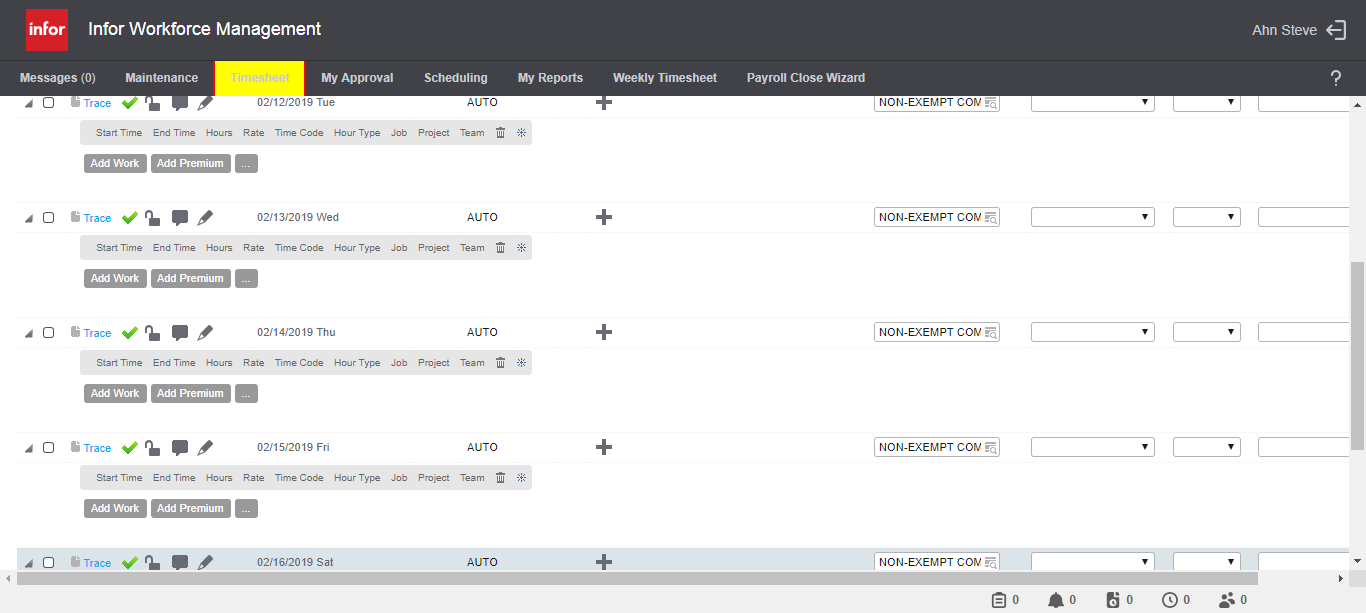 infor Infor Workforce Management Ahn Steve
Messages (0) Maintenance Timesheet My Approval Scheduling My Reports Weekly Timesheet Payroll Close Wizard ?
Trace 02/12/2019 Tue AUTO NON-EXEMPT COM
Start Time End Time Hours Rate Time Code Hour Type Job Project Team
Add Work Add Premium ...
Trace 02/13/2019 Wed AUTO NON-EXEMPT COM
Start Time End Time Hours Rate Time Code Hour Type Job Project Team
Add Work Add Premium ...
Trace 02/14/2019 Thu AUTO NON-EXEMPT COM
Start Time End Time Hours Rate Time Code Hour Type Job Project Team
Add Work Add Premium ...
Trace 02/15/2019 Fri AUTO NON-EXEMPT COM
Start Time End Time Hours Rate Time Code Hour Type Job Project Team
Add Work Add Premium ...
Trace 02/16/2019 Sat AUTO NON-EXEMPT COM
0 0 0 0 0